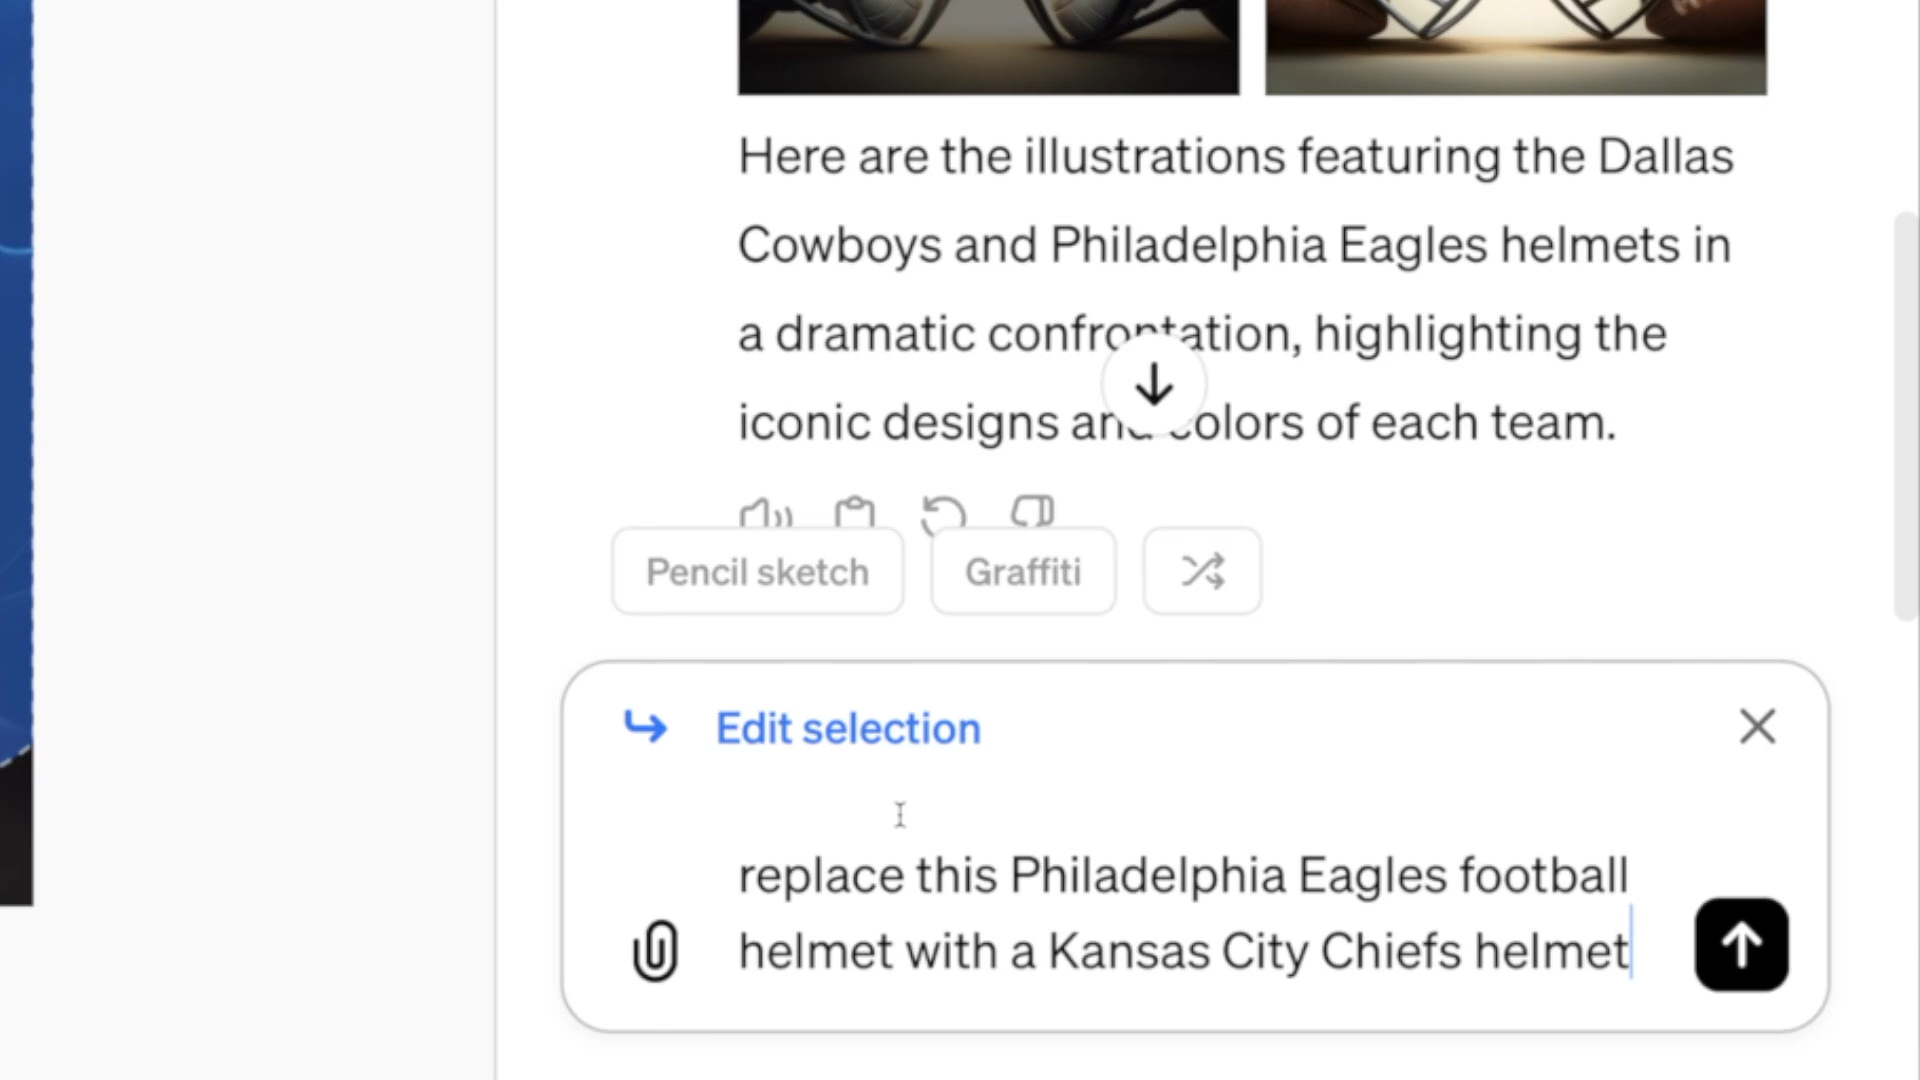 Here are the illustrations featuring the Dallas
Cowboys and Philadelphia Eagles helmets in
a dramatic confrontation, highlighting the
iconic designs and colors of each team.
Pencil sketch Graffiti
Edit selection
replace this Philadelphia Eagles football
helmet with a Kansas City Chiefs helmet